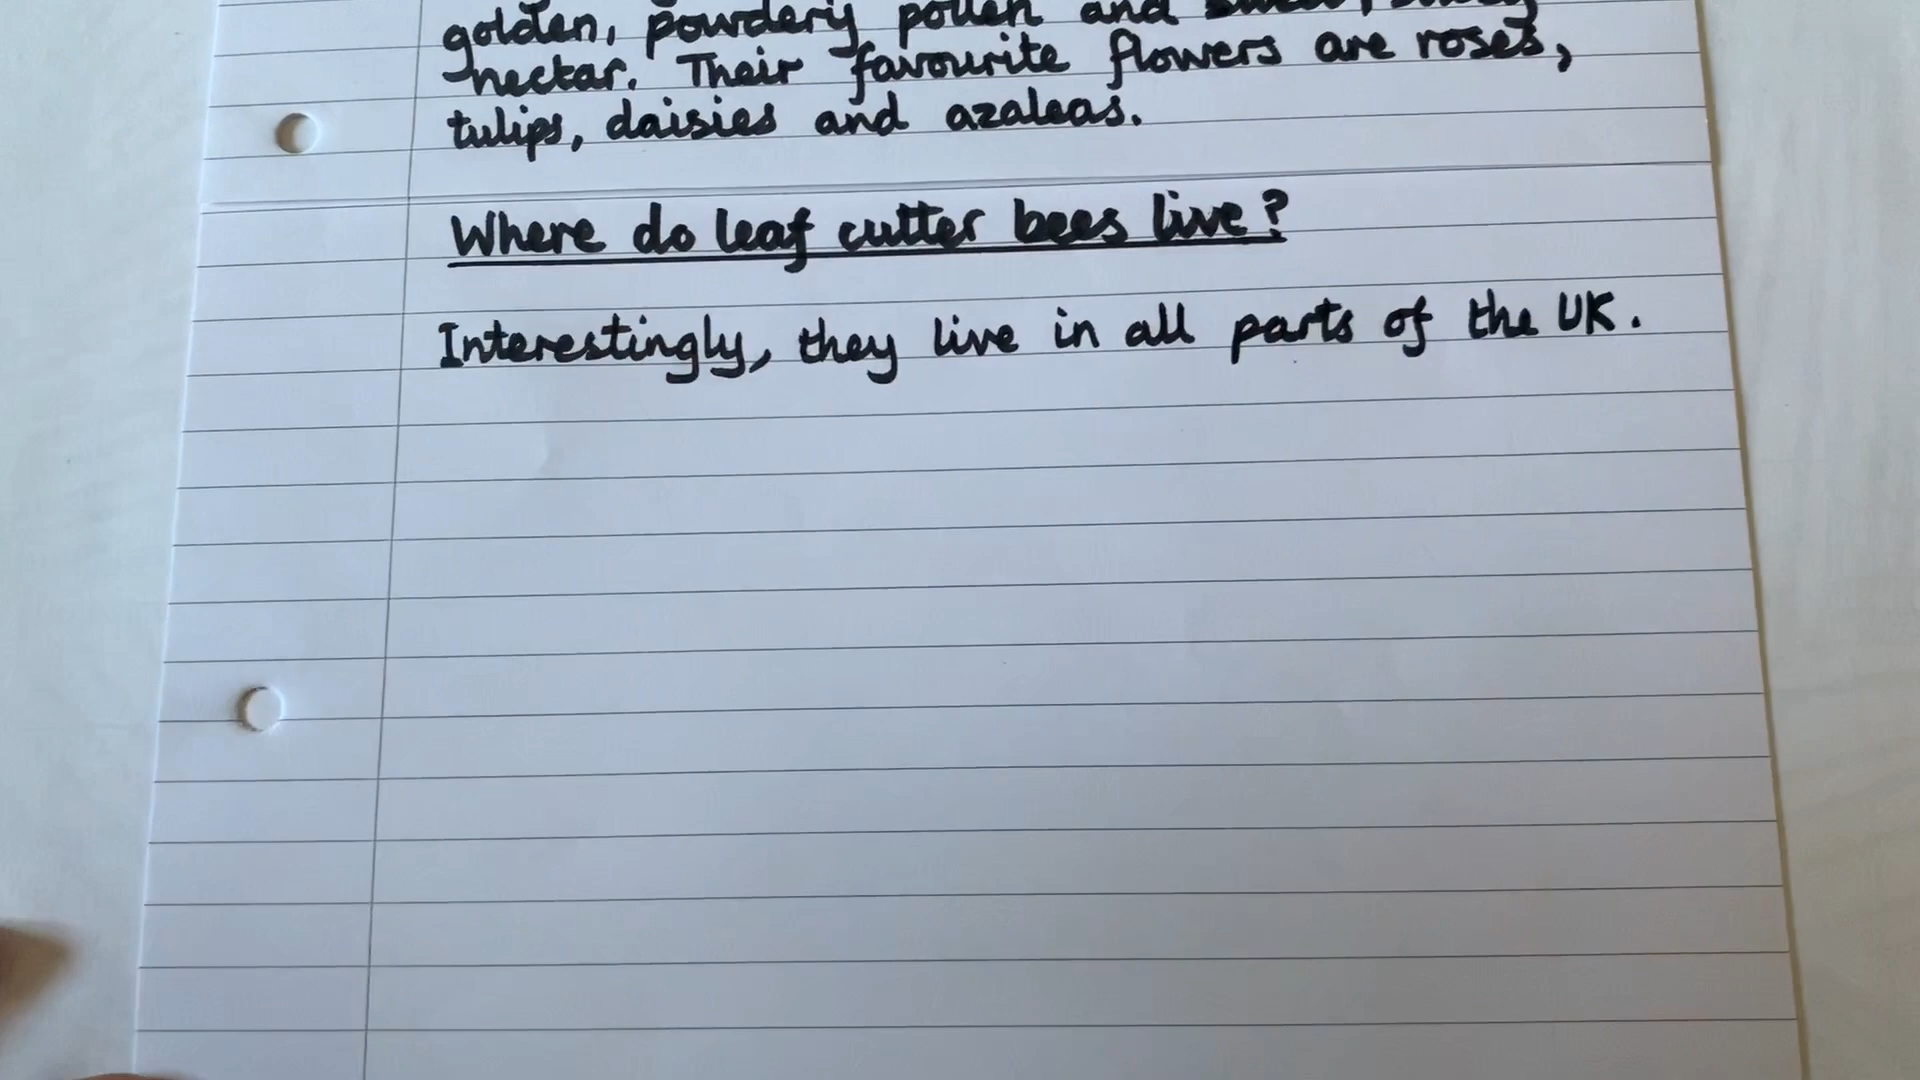 golden, powdery pollen and
nectar. Their favourite flowers are roses,
tulips, daisies and azaleas.
Where do leaf cutter bees live?
Interestingly, they live in all parts of the UK.